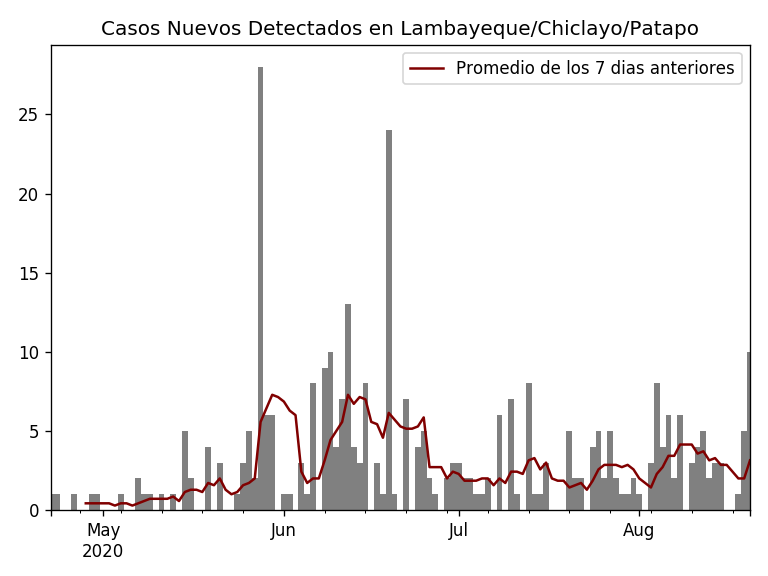 Casos Nuevos Detectados en Lambayeque/Chiclayo/Patapo
Promedio de los 7 dias anteriores
25
20
15
10
5
0
May Jun Jul Aug
2020